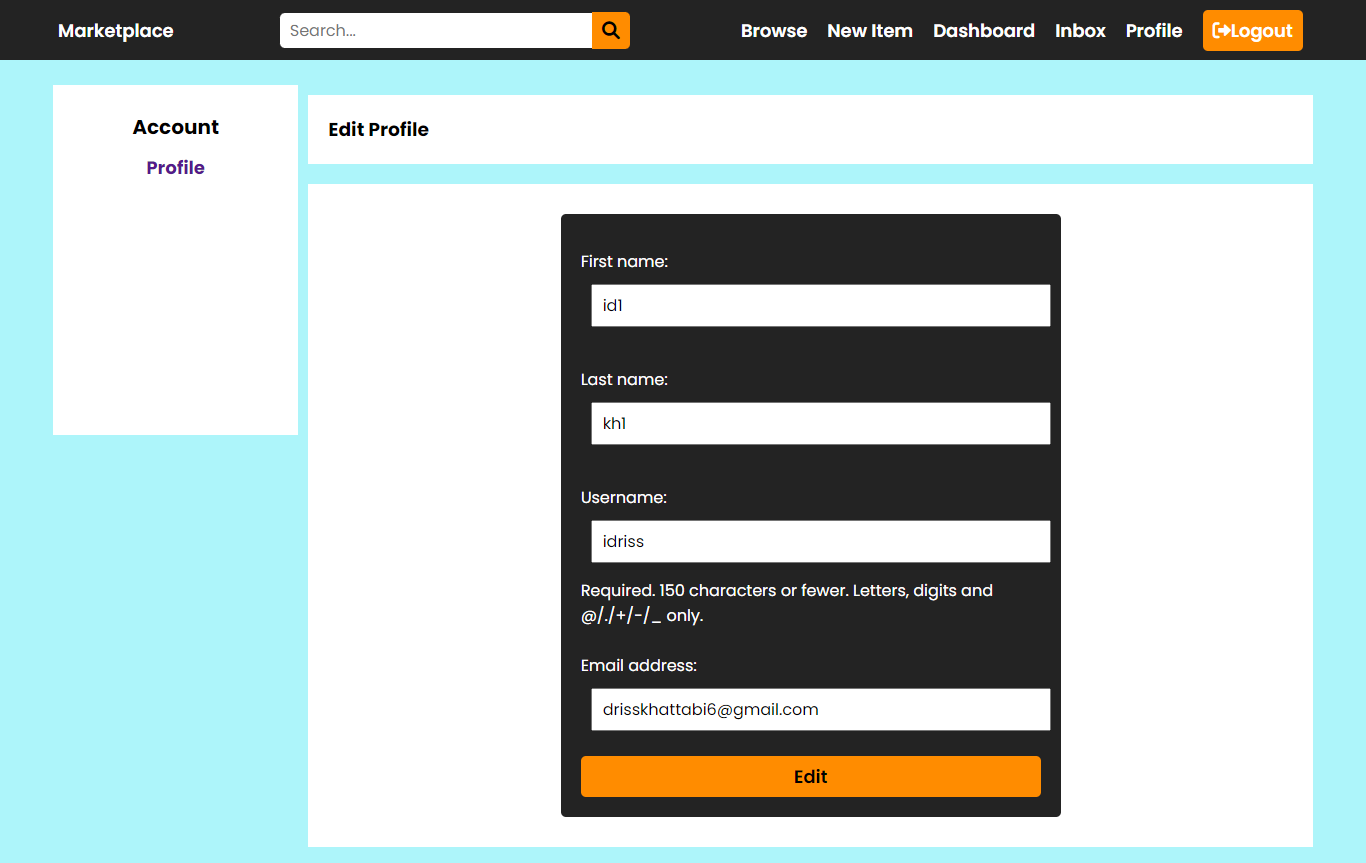 Marketplace
Search...
Browse New Item Dashboard Inbox Profile Logout
Account
Profile
Edit Profile
First name:
id1
Last name:
kh1
Username:
idriss
Required. 150 characters or fewer. Letters, digits and
@/./+/-/_ only.
Email address:
drisskhattabi6@gmail.com
Edit